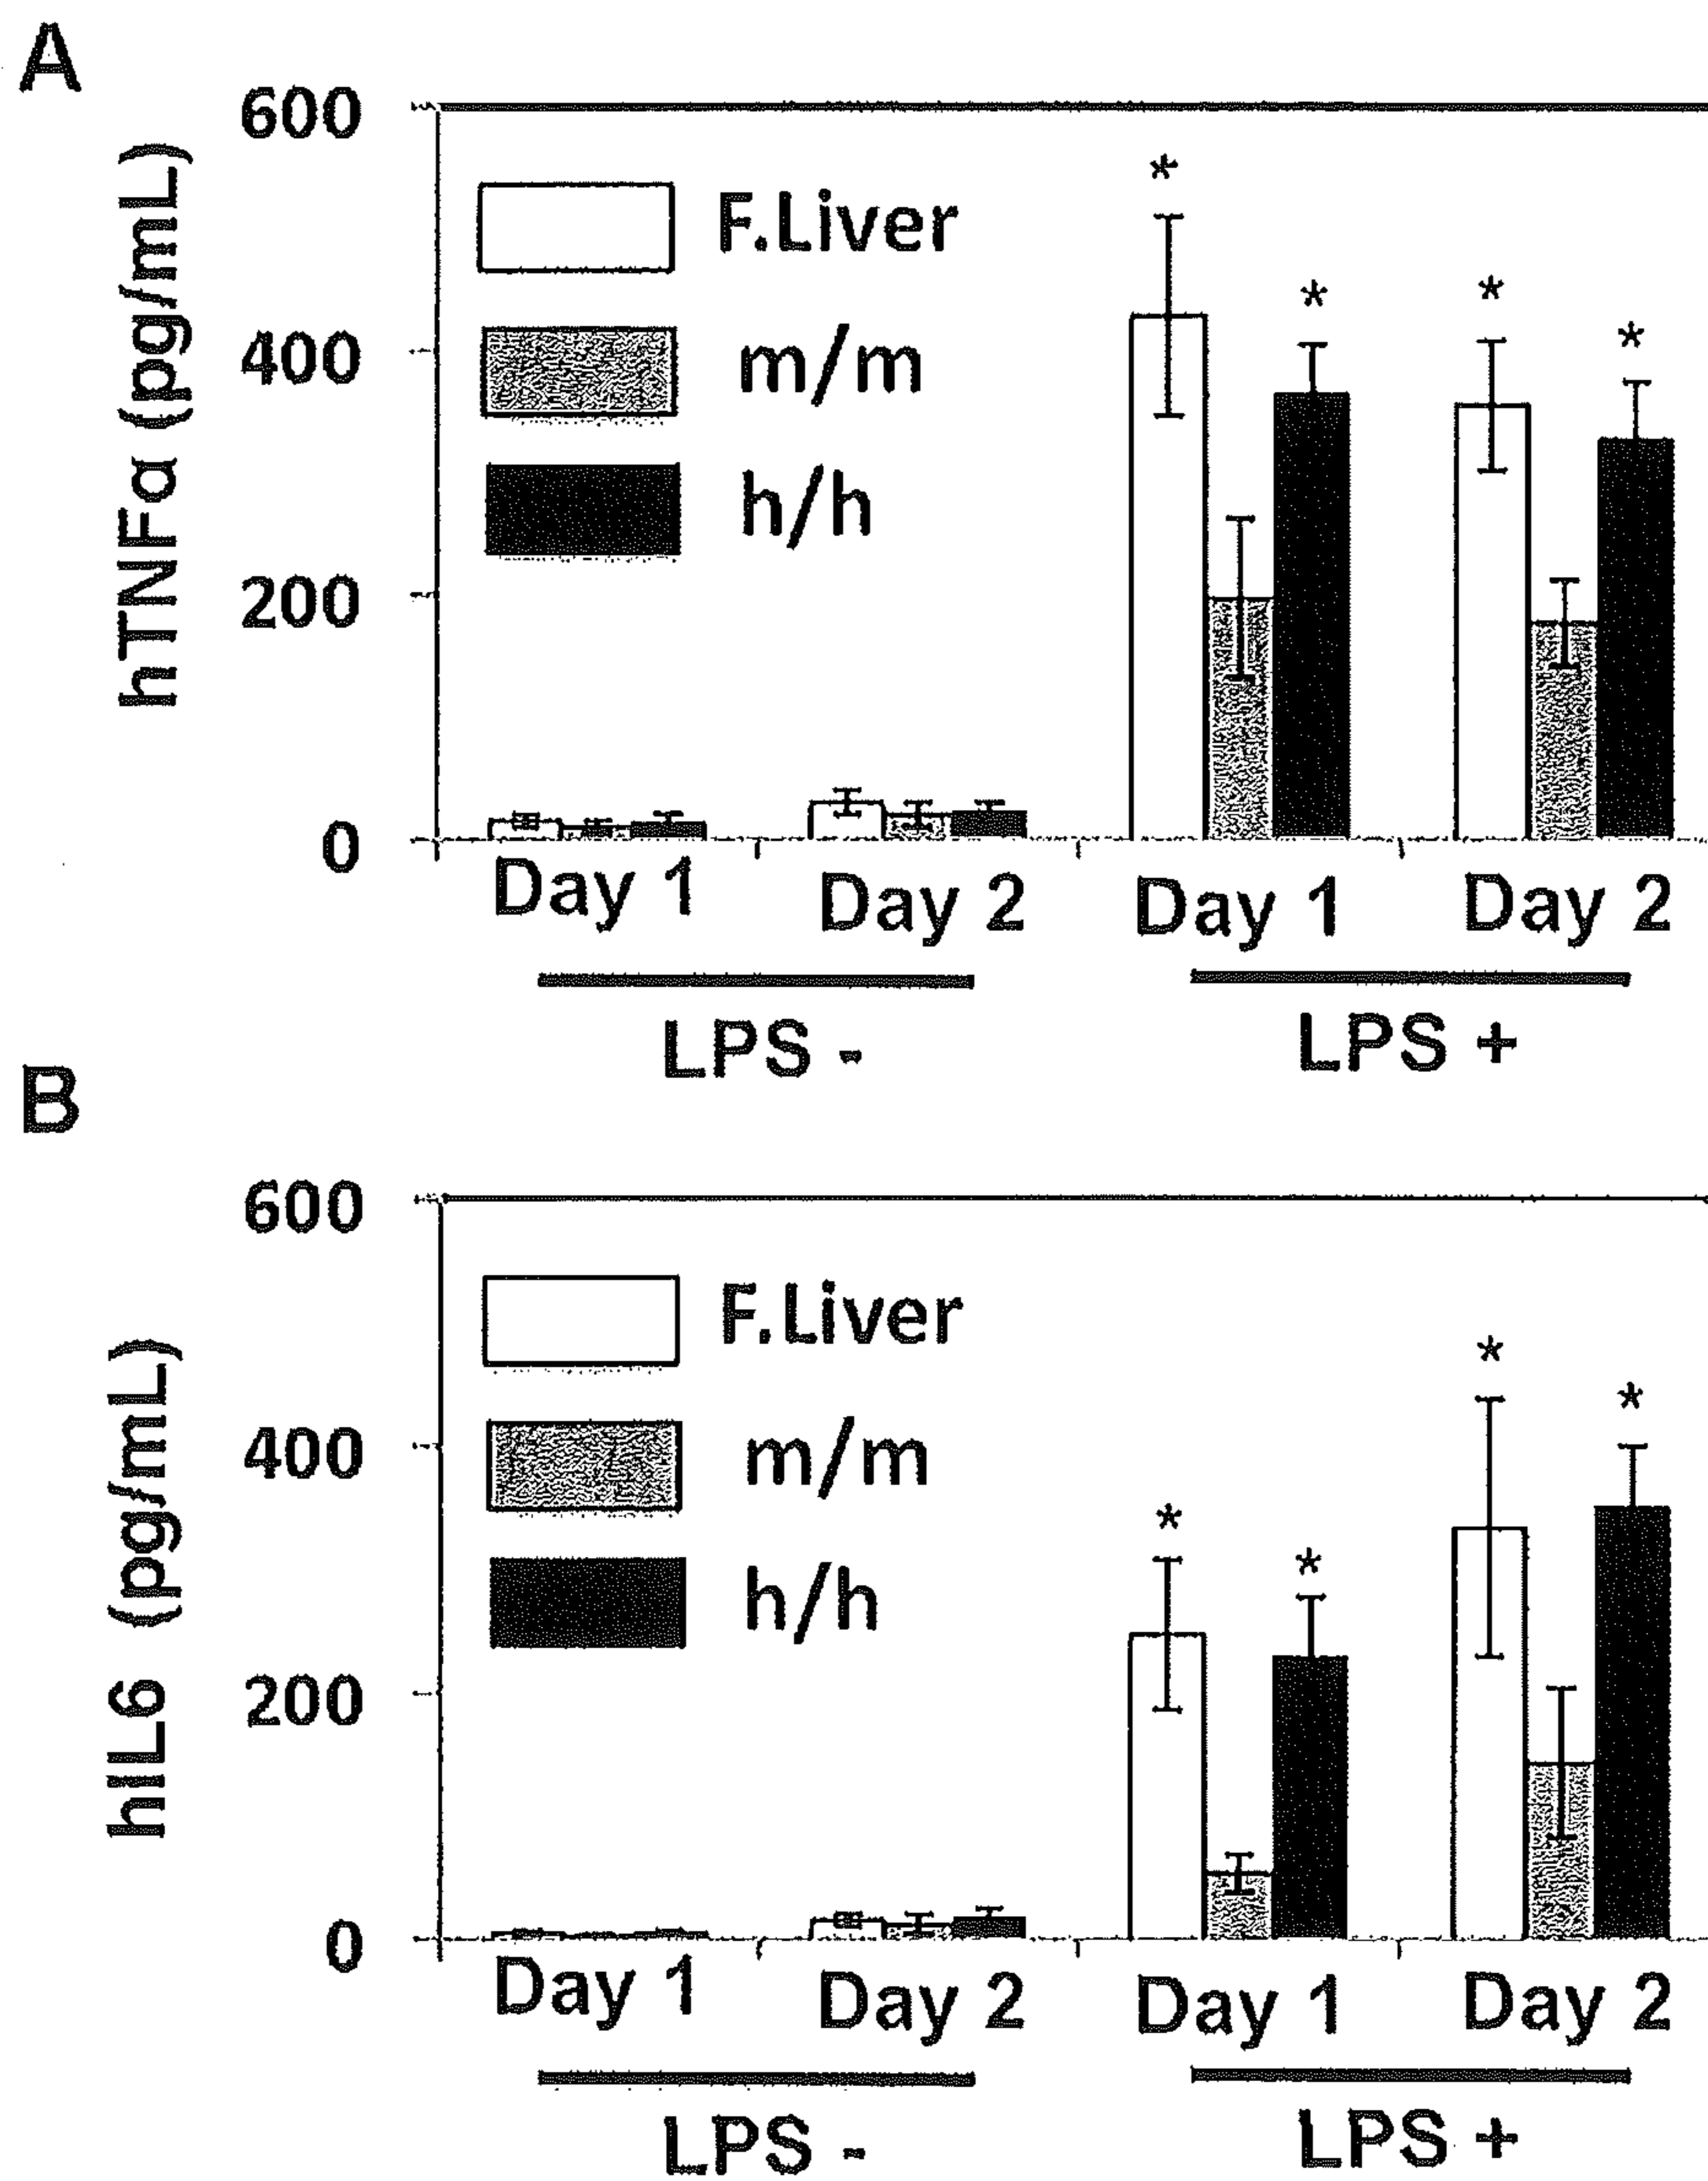 A
hTNFα (pg/mL)
600
400
200
0
F.Liver
m/m
h/h
*
*
*
*
Day 1
Day 2
Day 1
Day 2
LPS -
LPS +
B
hIL6 (pg/mL)
600
400
200
0
F.Liver
m/m
h/h
*
*
*
*
Day 1
Day 2
Day 1
Day 2
LPS -
LPS +